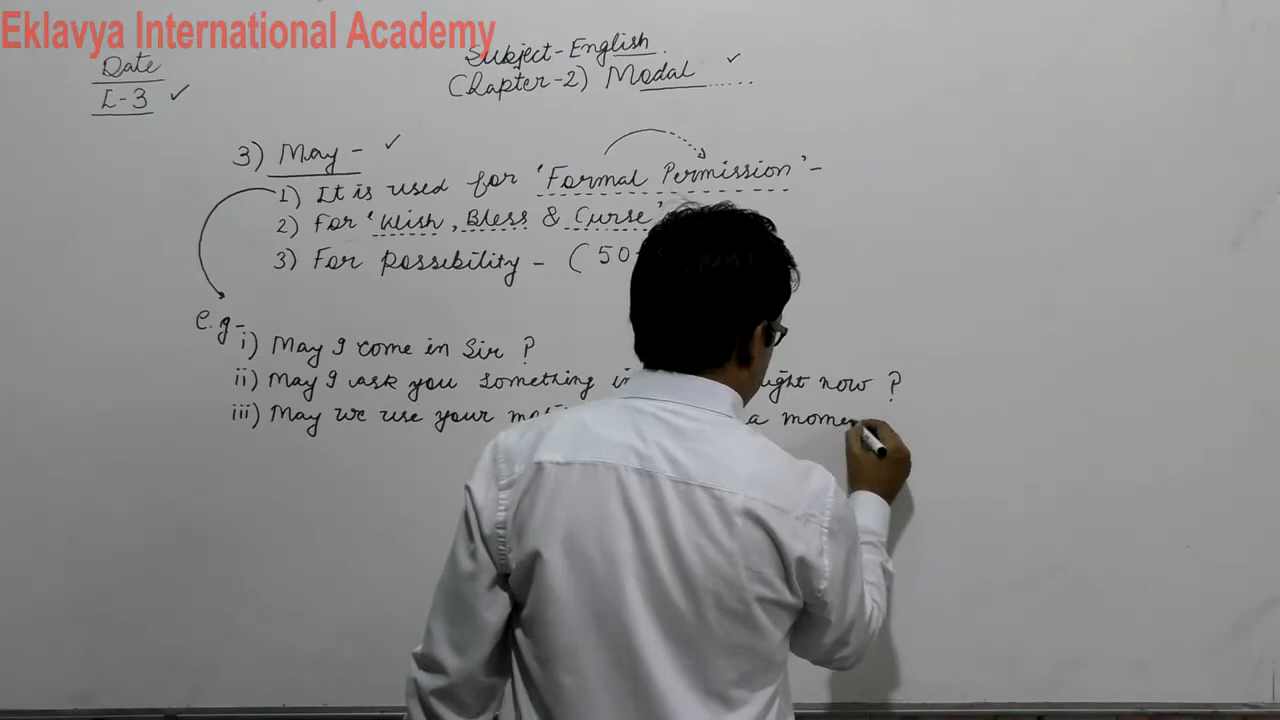 Eklavya International Academy
Subject-English.
Date
Chapter-2) Modal ......
L-3 ✓
3) May - ✓
1) It is used for 'Formal Permission' -
2) For 'Wish, Bless & Curse'
3) For possibility - (50
e.g-
i) May I come in Sir ?
ii) May I ask you something right now ?
iii) May we use your a mome